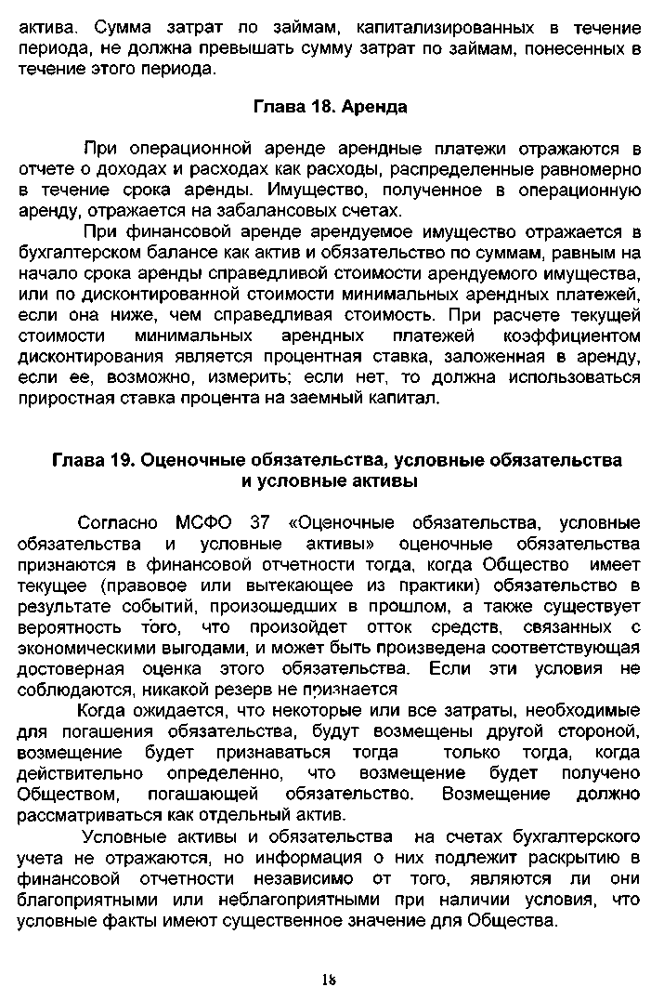 актива. Сумма затрат по займам, капитализированных в течение
периода, не должна превышать сумму затрат по займам, понесенных в
течение этого периода.
Глава 18. Аренда
При операционной аренде арендные платежи отражаются в
отчете о доходах и расходах как расходы, распределенные равномерно
в течение срока аренды. Имущество, полученное в операционную
аренду, отражается на забалансовых счетах.
При финансовой аренде арендуемое имущество отражается в
бухгалтерском балансе как актив и обязательство по суммам, равным на
начало срока аренды справедливой стоимости арендуемого имущества,
или по дисконтированной стоимости минимальных арендных платежей,
если она ниже, чем справедливая стоимость. При расчете текущей
стоимости минимальных арендных платежей коэффициентом
дисконтирования является процентная ставка, заложенная в аренду,
если ее, возможно, измерить; если нет, то должна использоваться
приростная ставка процента на заемный капитал.
Глава 19. Оценочные обязательства, условные обязательства
и условные активы
Согласно МСФО 37 «Оценочные обязательства, условные
обязательства и условные активы» оценочные обязательства
признаются в финансовой отчетности тогда, когда Общество имеет
текущее (правовое или вытекающее из практики) обязательство в
результате событий, произошедших в прошлом, а также существует
вероятность того, что произойдет отток средств, связанных с
экономическими выгодами, и может быть произведена соответствующая
достоверная оценка этого обязательства. Если эти условия не
соблюдаются, никакой резерв не признается
Когда ожидается, что некоторые или все затраты, необходимые
для погашения обязательства, будут возмещены другой стороной,
возмещение будет признаваться тогда только тогда, когда
действительно определенно, что возмещение будет получено
Обществом, погашающей обязательство. Возмещение должно
рассматриваться как отдельный актив.
Условные активы и обязательства на счетах бухгалтерского
учета не отражаются, но информация о них подлежит раскрытию в
финансовой отчетности независимо от того, являются ли они
благоприятными или неблагоприятными при наличии условия, что
условные факты имеют существенное значение для Общества.
18